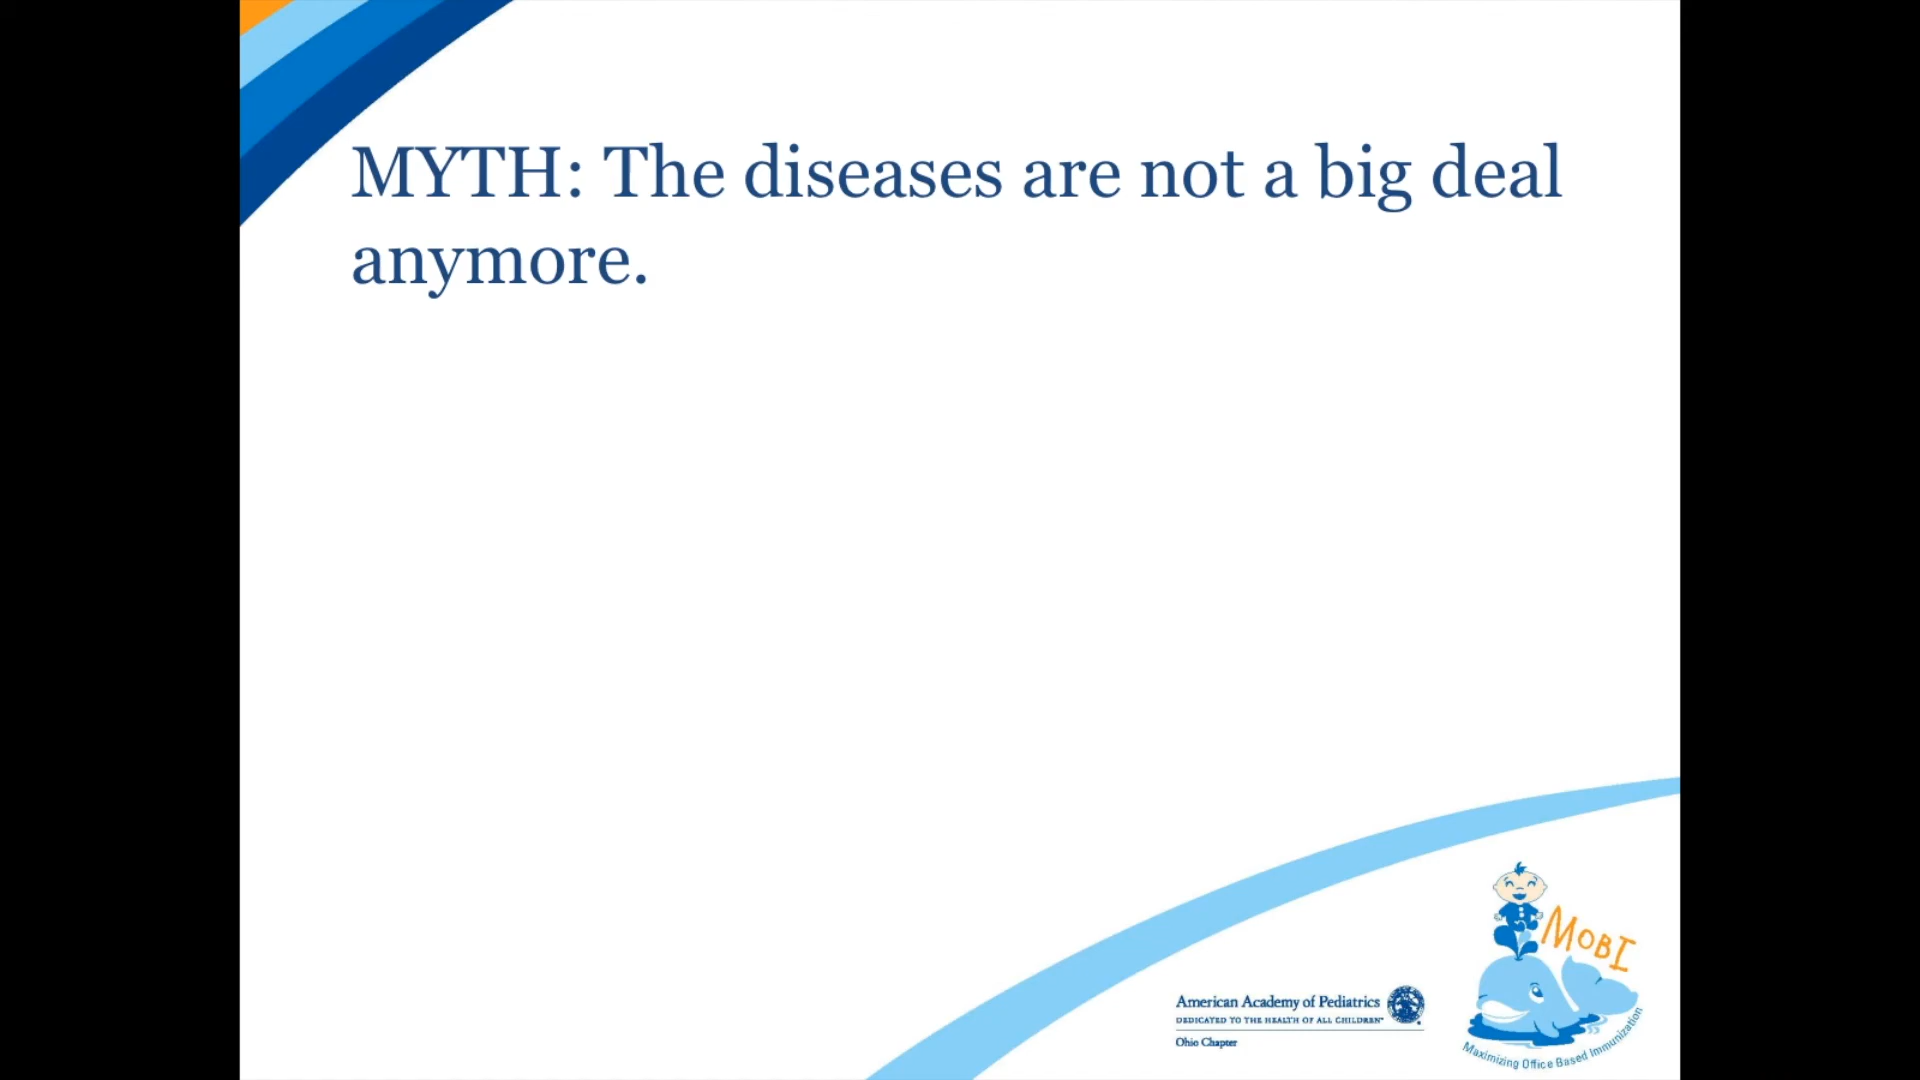 MYTH: The diseases are not a big deal
anymore.
American Academy of Pediatrics
DEDICATED TO THE HEALTH OF ALL CHILDREN™
Ohio Chapter
MOBI
Maximizing Office Based Immunization